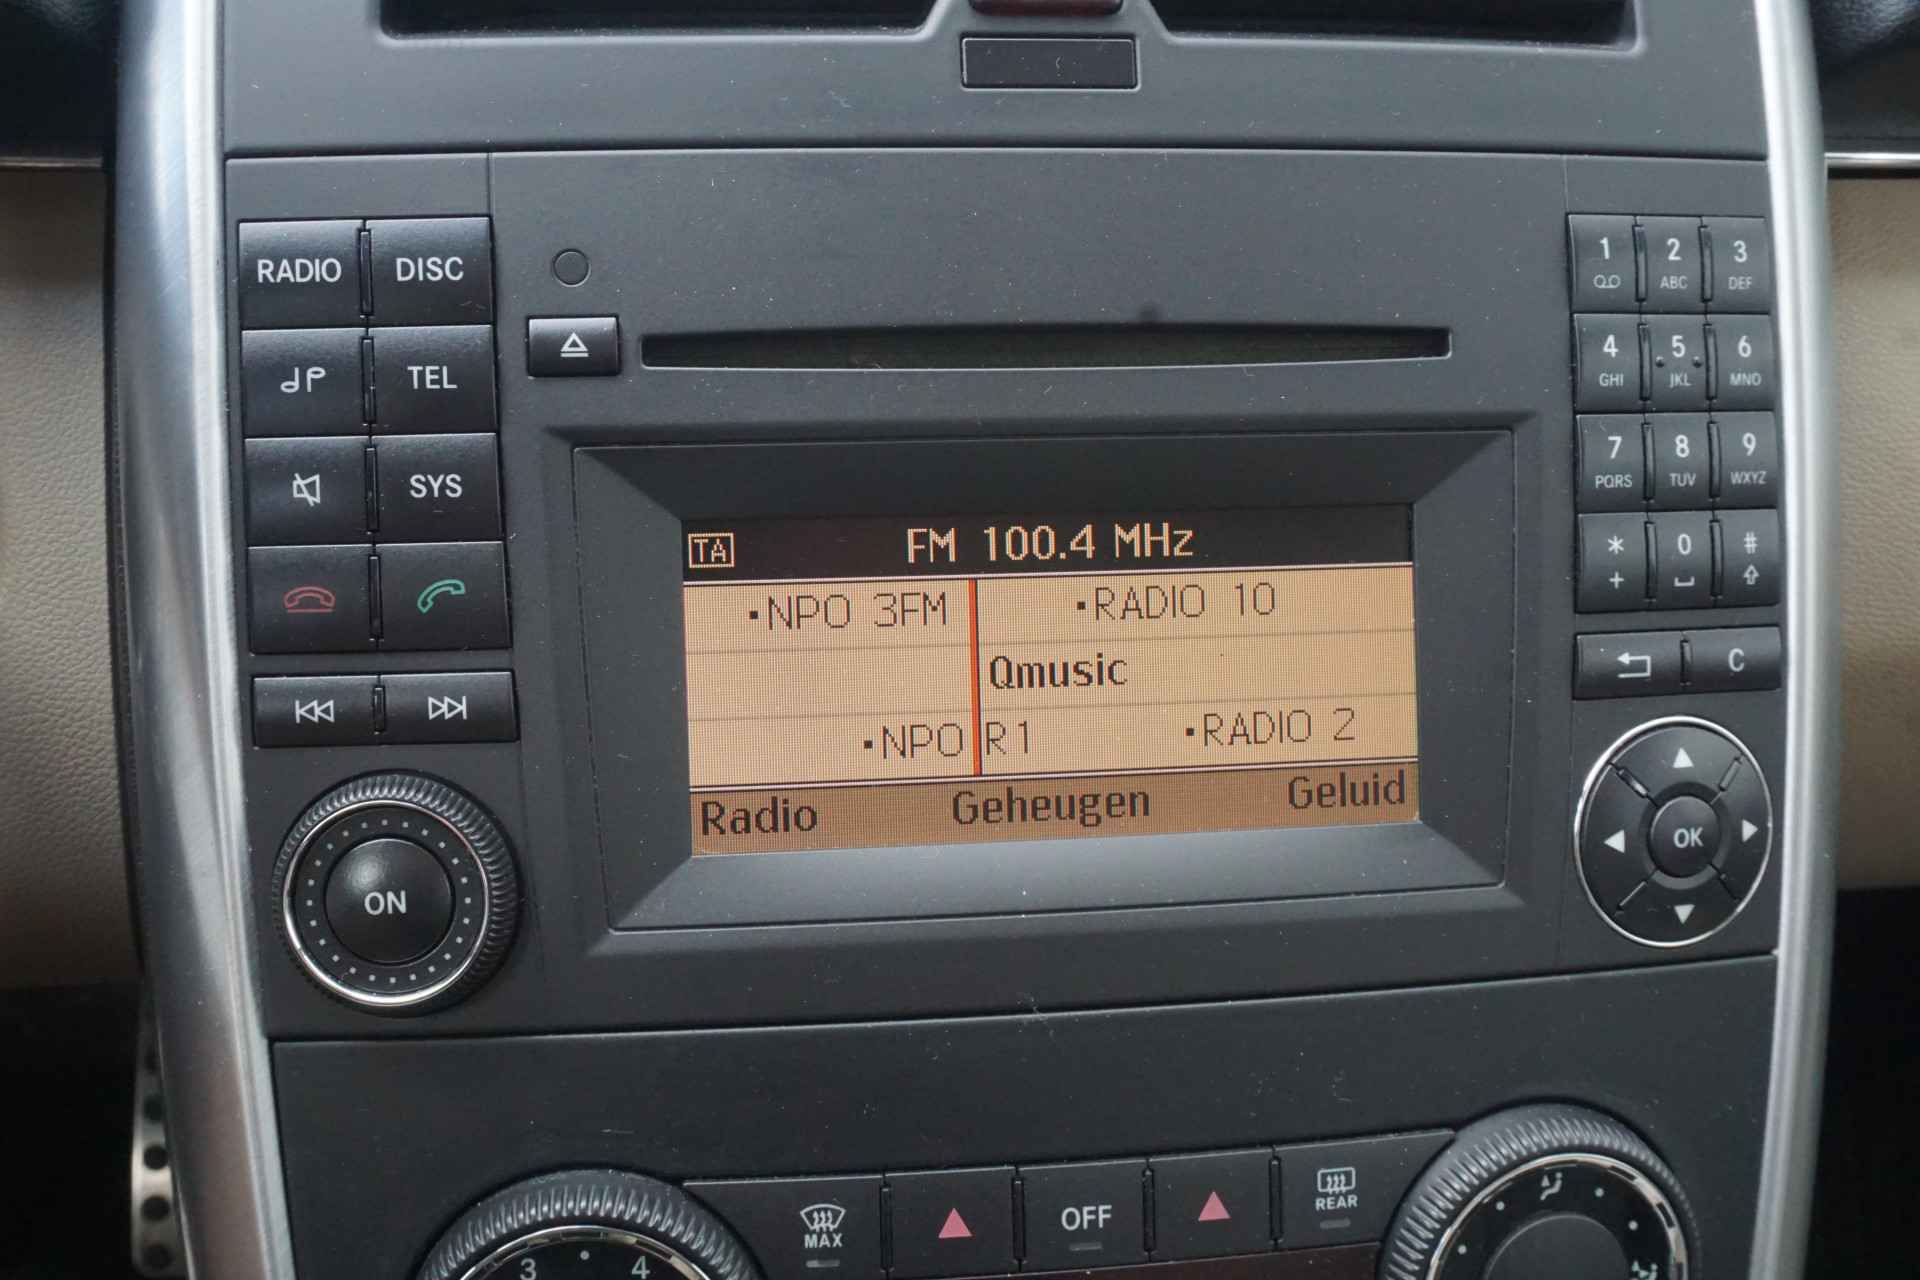 RADIO DISC
TEL
SYS
1 2 3
ABC DEF
4 5 6
GHI JKL MNO
7 8 9
PQRS TUV WXYZ
* 0 #
+
C
OK
ON
TA FM 100.4 MHz
·NPO 3FM ·RADIO 10
Qmusic
·NPO R1 ·RADIO 2
Radio Geheugen Geluid
MAX OFF REAR
3 4